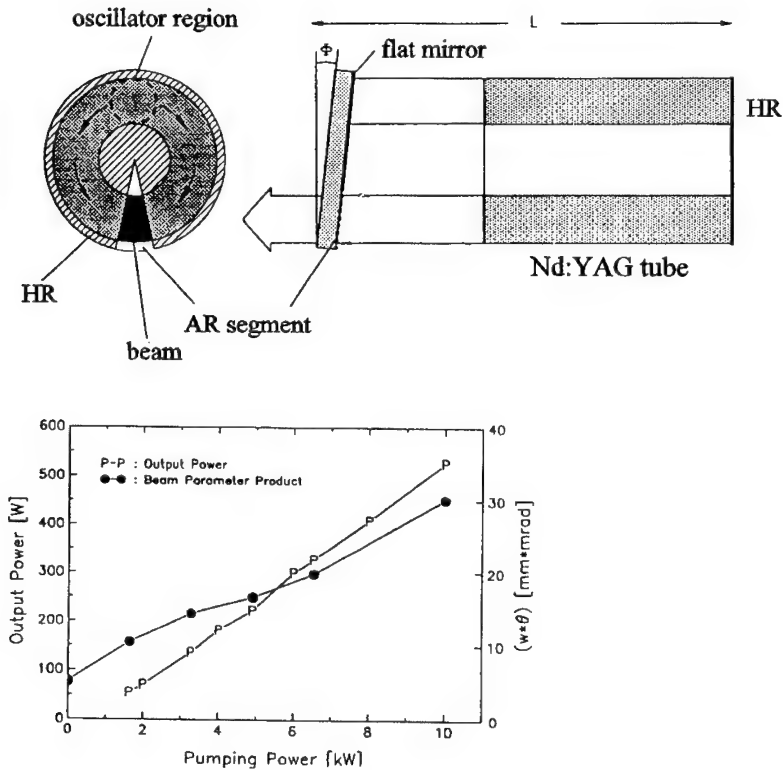 oscillator region
Φ
L
flat mirror
HR
Nd:YAG tube
HR
AR segment
beam
600
500
400
300
200
100
0
Output Power [W]
P-P : Output Power
●-● : Beam Parameter Product
40
30
20
10
0
(w*θ) [mm*mrad]
0 2 4 6 8 10
Pumping Power [kW]